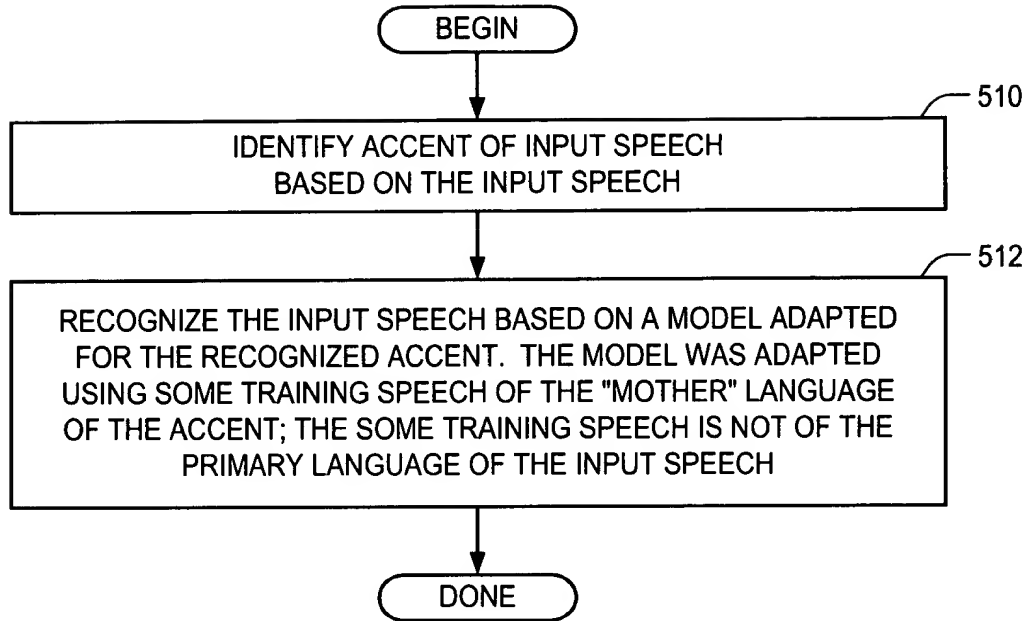 BEGIN
510
IDENTIFY ACCENT OF INPUT SPEECH
BASED ON THE INPUT SPEECH
512
RECOGNIZE THE INPUT SPEECH BASED ON A MODEL ADAPTED
FOR THE RECOGNIZED ACCENT. THE MODEL WAS ADAPTED
USING SOME TRAINING SPEECH OF THE "MOTHER" LANGUAGE
OF THE ACCENT; THE SOME TRAINING SPEECH IS NOT OF THE
PRIMARY LANGUAGE OF THE INPUT SPEECH
DONE